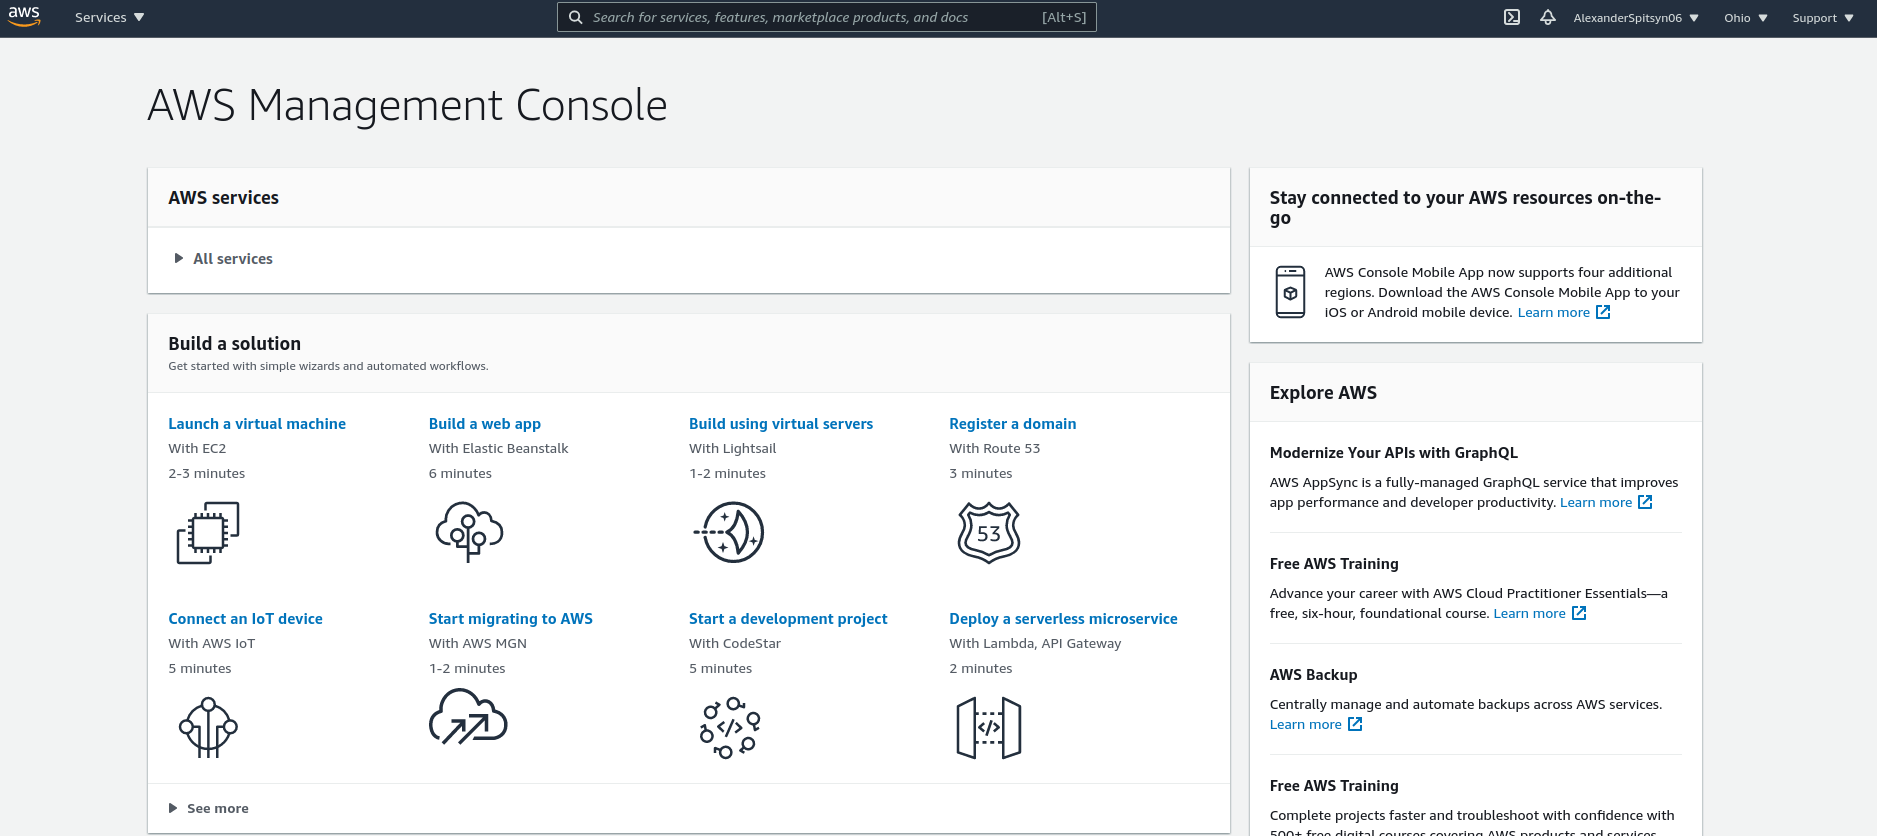 aws
Services
Search for services, features, marketplace products, and docs
[Alt+S]
AlexanderSpitsyn06
Ohio
Support
AWS Management Console
AWS services
All services
Build a solution
Get started with simple wizards and automated workflows.
Launch a virtual machine
With EC2
2-3 minutes
Build a web app
With Elastic Beanstalk
6 minutes
Build using virtual servers
With Lightsail
1-2 minutes
Register a domain
With Route 53
3 minutes
53
Connect an IoT device
With AWS IoT
5 minutes
Start migrating to AWS
With AWS MGN
1-2 minutes
Start a development project
With CodeStar
5 minutes
</>
Deploy a serverless microservice
With Lambda, API Gateway
2 minutes
</>
See more
Stay connected to your AWS resources on-the-
go
AWS Console Mobile App now supports four additional
regions. Download the AWS Console Mobile App to your
iOS or Android mobile device. Learn more
Explore AWS
Modernize Your APIs with GraphQL
AWS AppSync is a fully-managed GraphQL service that improves
app performance and developer productivity. Learn more
Free AWS Training
Advance your career with AWS Cloud Practitioner Essentials—a
free, six-hour, foundational course. Learn more
AWS Backup
Centrally manage and automate backups across AWS services.
Learn more
Free AWS Training
Complete projects faster and troubleshoot with confidence with
500+ free digital courses covering AWS products and services.